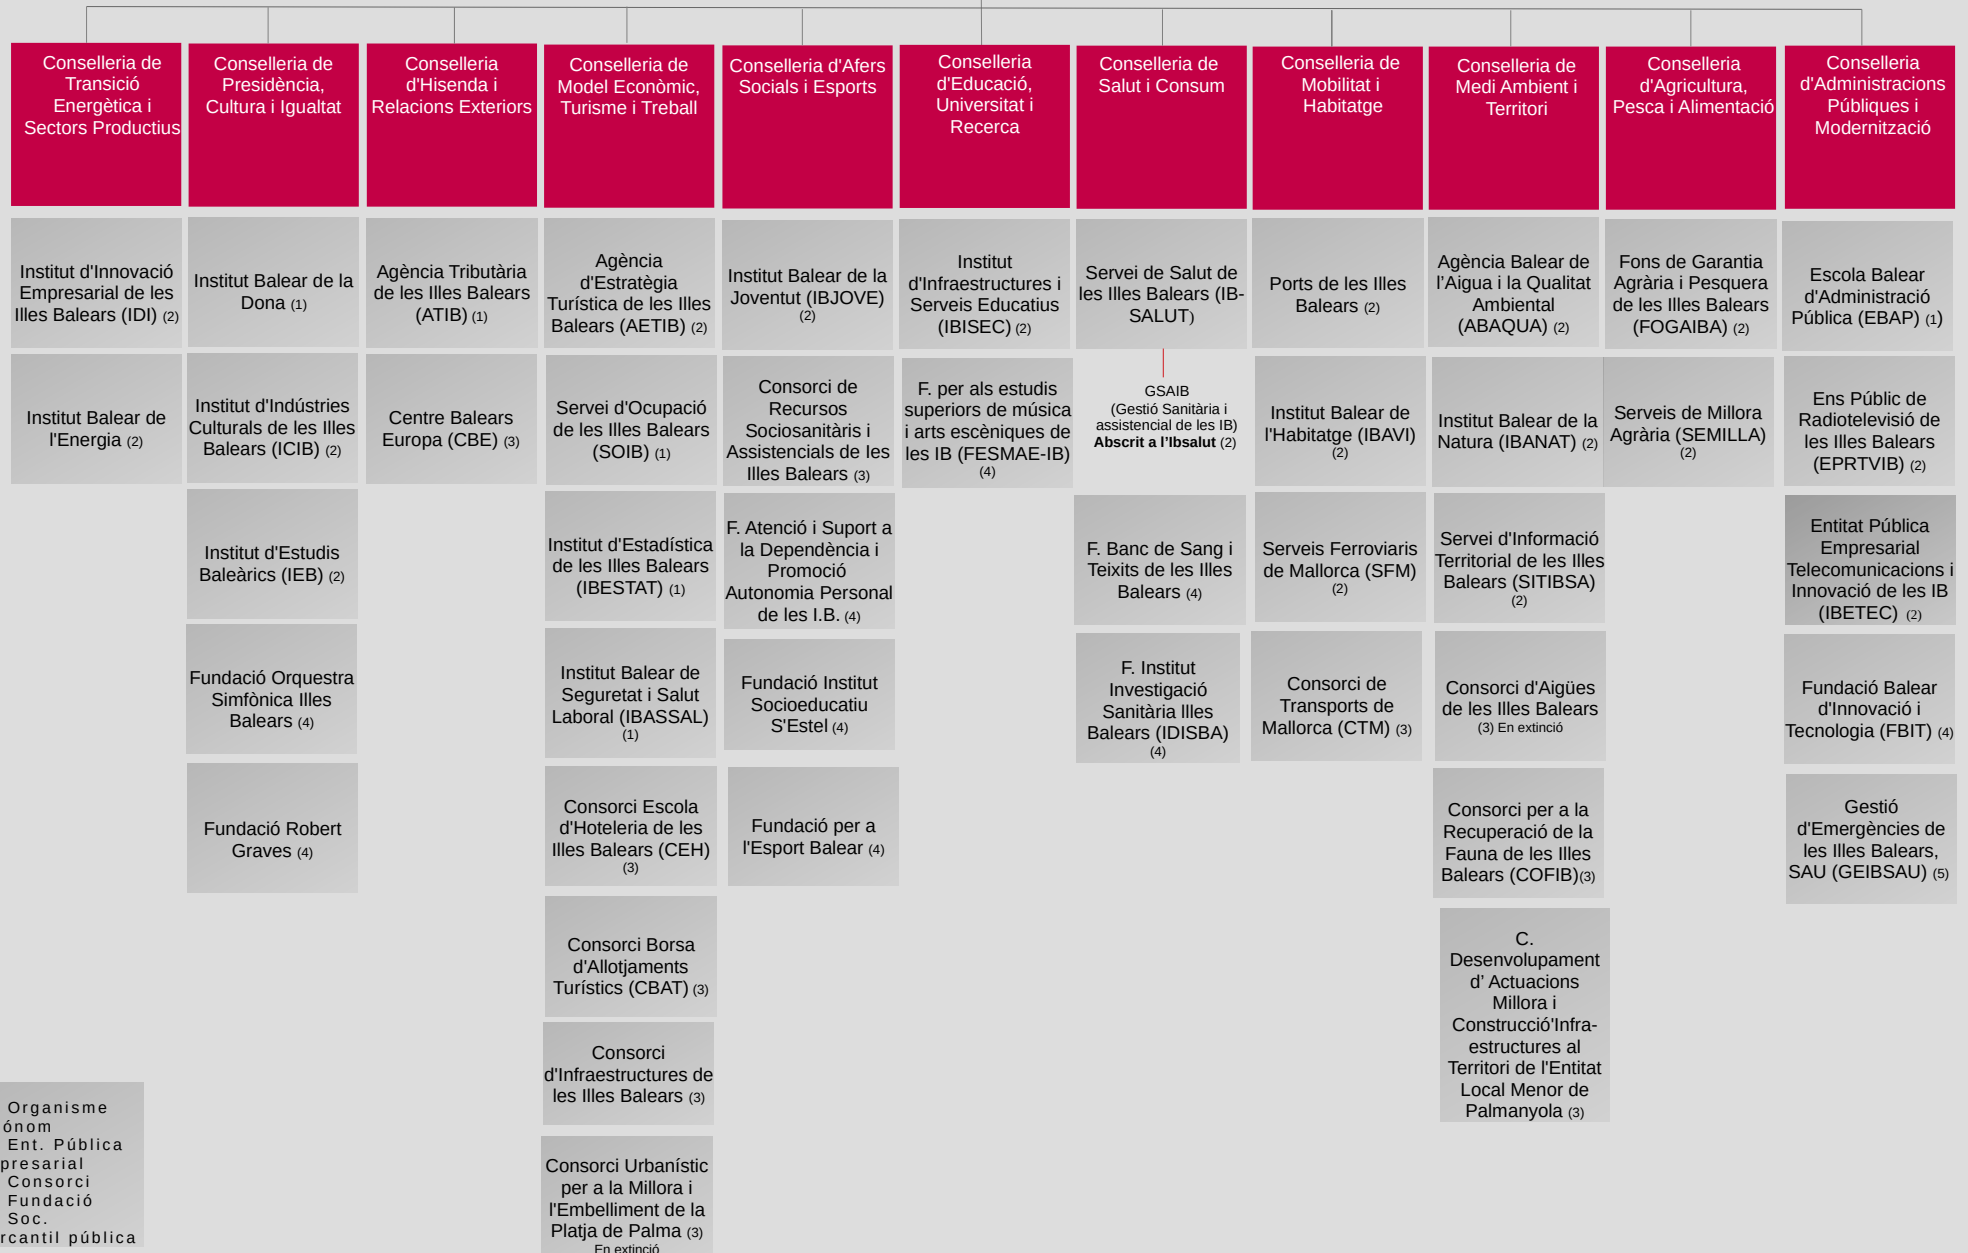 Conselleria de
Transició
Energètica i
Sectors Productius
Conselleria de
Presidència,
Cultura i Igualtat
Conselleria
d'Hisenda i
Relacions Exteriors
Conselleria de
Model Econòmic,
Turisme i Treball
Conselleria d'Afers
Socials i Esports
Conselleria
d'Educació,
Universitat i
Recerca
Conselleria de
Salut i Consum
Conselleria de
Mobilitat i
Habitatge
Conselleria de
Medi Ambient i
Territori
Conselleria
d'Agricultura,
Pesca i Alimentació
Conselleria
d'Administracions
Públiques i
Modernització
Institut d'Innovació
Empresarial de les
Illes Balears (IDI) (2)
Institut Balear de
l'Energia (2)
Institut Balear de la
Dona (1)
Institut d'Indústries
Culturals de les Illes
Balears (ICIB) (2)
Institut d'Estudis
Baleàrics (IEB) (2)
Fundació Orquestra
Simfònica Illes
Balears (4)
Fundació Robert
Graves (4)
Agència Tributària
de les Illes Balears
(ATIB) (1)
Centre Balears
Europa (CBE) (3)
Agència
d'Estratègia
Turística de les Illes
Balears (AETIB) (2)
Servei d'Ocupació
de les Illes Balears
(SOIB) (1)
Institut d'Estadística
de les Illes Balears
(IBESTAT) (1)
Institut Balear de
Seguretat i Salut
Laboral (IBASSAL)
(1)
Consorci Escola
d'Hoteleria de les
Illes Balears (CEH)
(3)
Consorci Borsa
d'Allotjaments
Turístics (CBAT) (3)
Consorci
d'Infraestructures de
les Illes Balears (3)
Consorci Urbanístic
per a la Millora i
l'Embelliment de la
Platja de Palma (3)
En extinció
Institut Balear de la
Joventut (IBJOVE)
(2)
Consorci de
Recursos
Sociosanitàris i
Assistencials de les
Illes Balears (3)
F. Atenció i Suport a
la Dependència i
Promoció
Autonomia Personal
de les I.B. (4)
Fundació Institut
Socioeducatiu
S'Estel (4)
Fundació per a
l'Esport Balear (4)
Institut
d'Infraestructures i
Serveis Educatius
(IBISEC) (2)
F. per als estudis
superiors de música
i arts escèniques de
les IB (FESMAE-IB)
(4)
Servei de Salut de
les Illes Balears (IB-
SALUT)
GSAIB
(Gestió Sanitària i
assistencial de les IB)
Abscrit a l’Ibsalut (2)
F. Banc de Sang i
Teixits de les Illes
Balears (4)
F. Institut
Investigació
Sanitària Illes
Balears (IDISBA)
(4)
Ports de les Illes
Balears (2)
Institut Balear de
l'Habitatge (IBAVI)
(2)
Serveis Ferroviaris
de Mallorca (SFM)
(2)
Consorci de
Transports de
Mallorca (CTM) (3)
Agència Balear de
l’Aigua i la Qualitat
Ambiental
(ABAQUA) (2)
Institut Balear de la
Natura (IBANAT) (2)
Servei d'Informació
Territorial de les Illes
Balears (SITIBSA)
(2)
Consorci d'Aigües
de les Illes Balears
(3) En extinció
Consorci per a la
Recuperació de la
Fauna de les Illes
Balears (COFIB)(3)
C.
Desenvolupament
d’ Actuacions
Millora i
Construcció'Infra-
estructures al
Territori de l'Entitat
Local Menor de
Palmanyola (3)
Fons de Garantia
Agrària i Pesquera
de les Illes Balears
(FOGAIBA) (2)
Serveis de Millora
Agrària (SEMILLA)
(2)
Escola Balear
d'Administració
Pública (EBAP) (1)
Ens Públic de
Radiotelevisió de
les Illes Balears
(EPRTVIB) (2)
Entitat Pública
Empresarial
Telecomunicacions i
Innovació de les IB
(IBETEC) (2)
Fundació Balear
d'Innovació i
Tecnologia (FBIT) (4)
Gestió
d'Emergències de
les Illes Balears,
SAU (GEIBSAU) (5)
Organisme
ónom
Ent. Pública
presarial
Consorci
Fundació
Soc.
rcantil pública